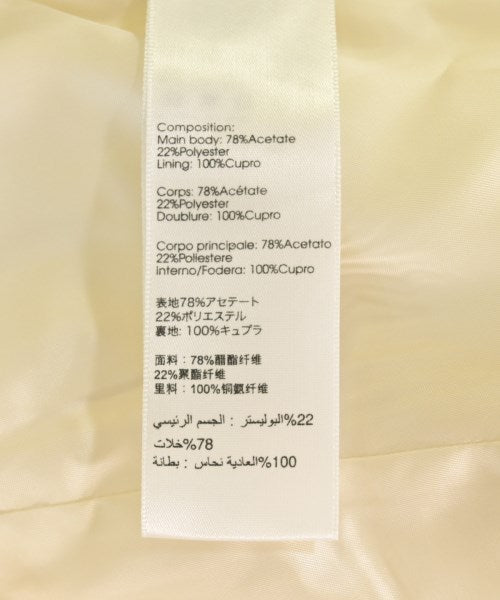 Composition:
Main body: 78%Acetate
22%Polyester
Lining: 100%Cupro
Corps: 78%Acétate
22%Polyester
Doublure: 100%Cupro
Corpo principale: 78%Acetato
22%Poliestere
Interno/Fodera: 100%Cupro
表地78%アセテート
22%ポリエステル
裏地: 100%キュプラ
面料：78%醋酯纤维
22%聚酯纤维
里料：100%铜氨纤维
22%البوليستر : الجسم الرئيسي
78%خلات
100%العادية نحاس : بطانة